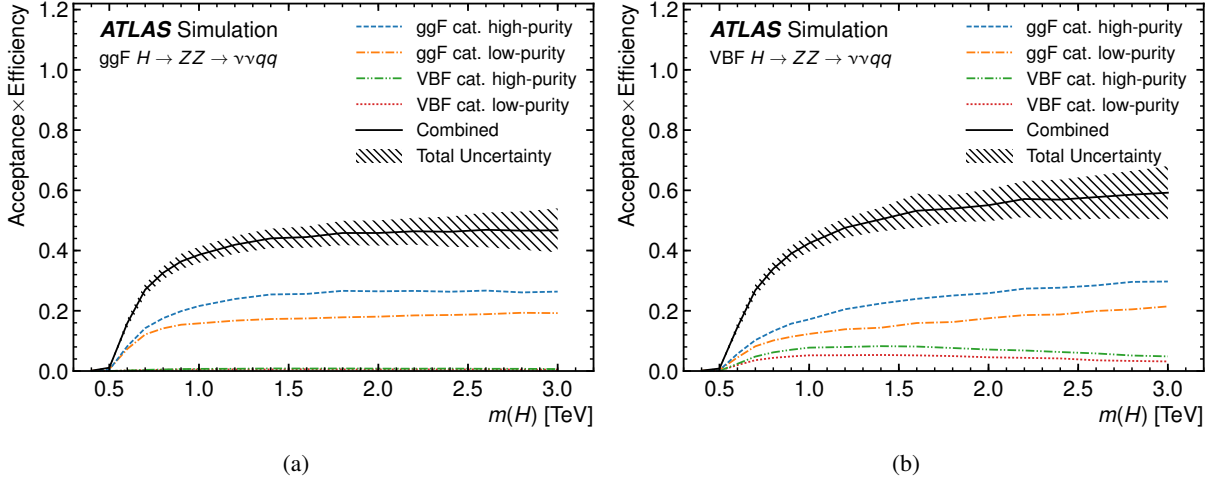 ATLAS Simulation
ggF H → ZZ → ννqq
ggF cat. high-purity
ggF cat. low-purity
VBF cat. high-purity
VBF cat. low-purity
Combined
Total Uncertainty
Acceptance×Efficiency
1.2
1.0
0.8
0.6
0.4
0.2
0.0
0.5 1.0 1.5 2.0 2.5 3.0
m(H) [TeV]
(a)
ATLAS Simulation
VBF H → ZZ → ννqq
ggF cat. high-purity
ggF cat. low-purity
VBF cat. high-purity
VBF cat. low-purity
Combined
Total Uncertainty
Acceptance×Efficiency
1.2
1.0
0.8
0.6
0.4
0.2
0.0
0.5 1.0 1.5 2.0 2.5 3.0
m(H) [TeV]
(b)